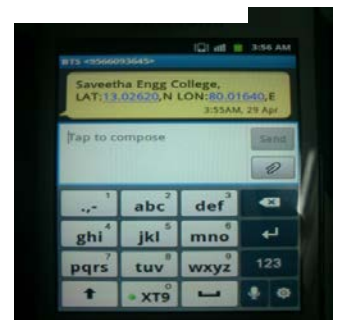 3:56 AM
BTS <9566093645>
Saveetha Engg College,
LAT:13.02620,N LON:80.01640,E
3:55AM, 29 Apr
Tap to compose
Send
.,- 1 abc 2 def 3
ghi 4 jkl 5 mno 6
pqrs 7 tuv 8 wxyz 9 123
XT9 0